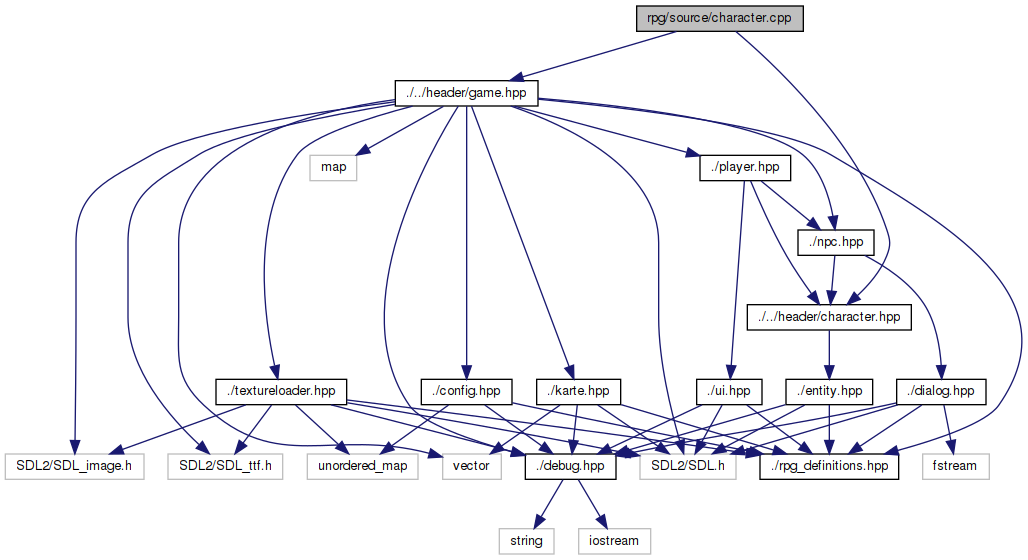 rpg/source/character.cpp
./../header/game.hpp
map
./player.hpp
./npc.hpp
./../header/character.hpp
./textureloader.hpp
./config.hpp
./karte.hpp
./ui.hpp
./entity.hpp
./dialog.hpp
SDL2/SDL_image.h
SDL2/SDL_ttf.h
unordered_map
vector
./debug.hpp
SDL2/SDL.h
./rpg_definitions.hpp
fstream
string
iostream